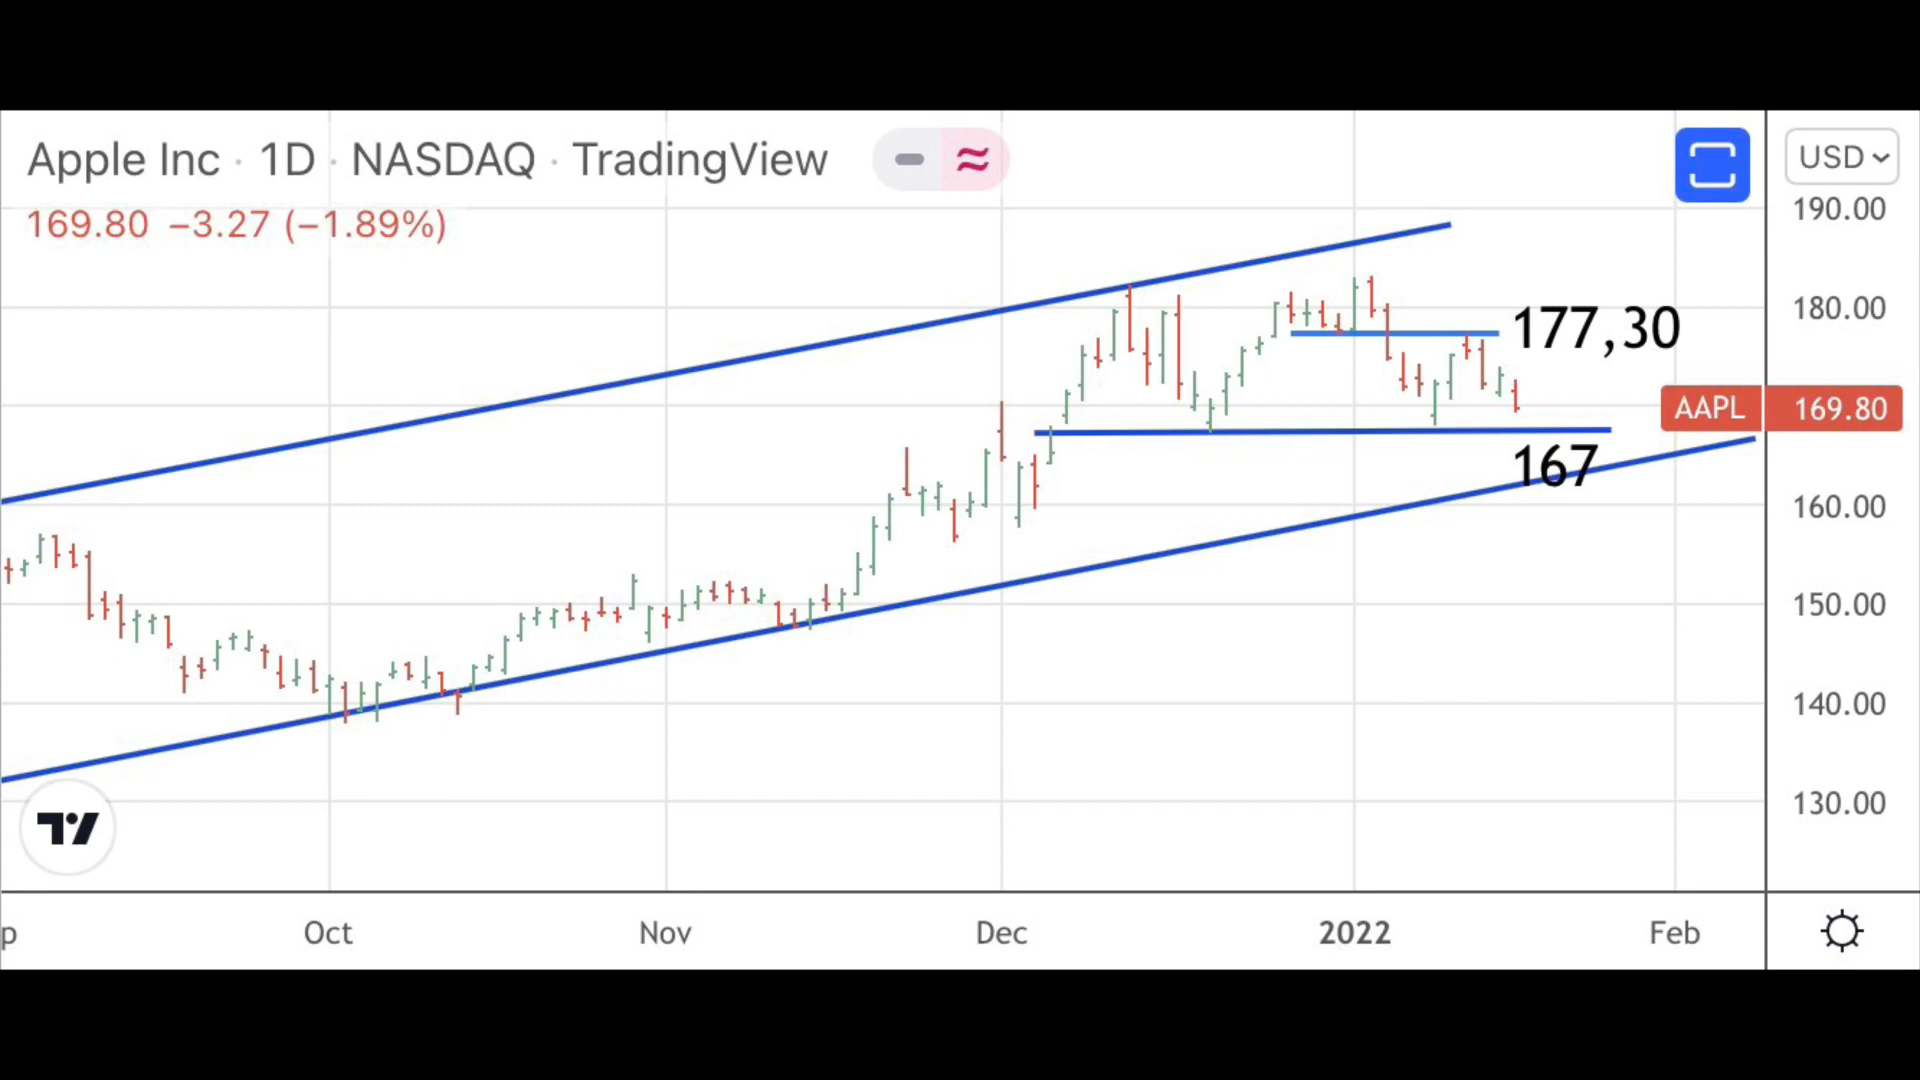 Apple Inc · 1D · NASDAQ · TradingView
USD
169.80 −3.27 (−1.89%)
190.00
180.00
177,30
AAPL 169.80
167
160.00
150.00
140.00
130.00
p Oct Nov Dec 2022 Feb